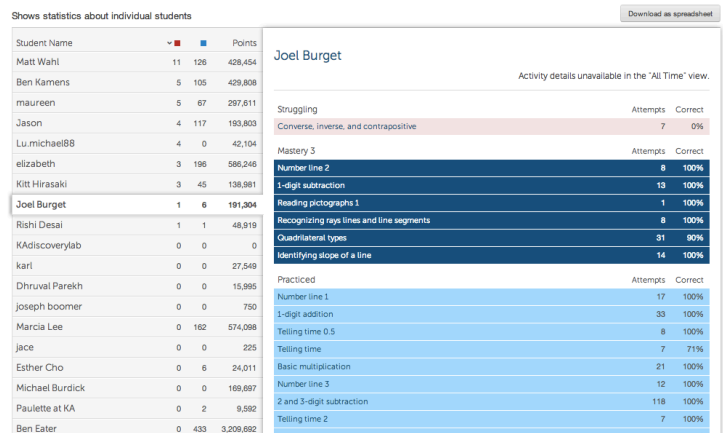 Shows statistics about individual students
Download as spreadsheet
Student Name Points
Matt Wahl 11 126 428,454
Ben Kamens 5 105 429,808
maureen 5 67 297,611
Jason 4 117 193,803
Lu.michael88 4 0 42,104
elizabeth 3 196 586,246
Kitt Hirasaki 3 45 138,981
Joel Burget 1 6 191,304
Rishi Desai 1 1 48,919
KAdiscoverylab 0 0 0
karl 0 0 27,549
Dhruval Parekh 0 0 15,995
joseph boomer 0 0 750
Marcia Lee 0 162 574,098
jace 0 0 225
Esther Cho 0 6 24,011
Michael Burdick 0 0 169,697
Paulette at KA 0 2 9,592
Ben Eater 0 433 3,209,692
Joel Burget
Activity details unavailable in the "All Time" view.
Struggling Attempts Correct
Converse, inverse, and contrapositive 7 0%
Mastery 3 Attempts Correct
Number line 2 8 100%
1-digit subtraction 13 100%
Reading pictographs 1 1 100%
Recognizing rays lines and line segments 8 100%
Quadrilateral types 31 90%
Identifying slope of a line 14 100%
Practiced Attempts Correct
Number line 1 17 100%
1-digit addition 33 100%
Telling time 0.5 8 100%
Telling time 7 71%
Basic multiplication 21 100%
Number line 3 12 100%
2 and 3-digit subtraction 118 100%
Telling time 2 7 100%